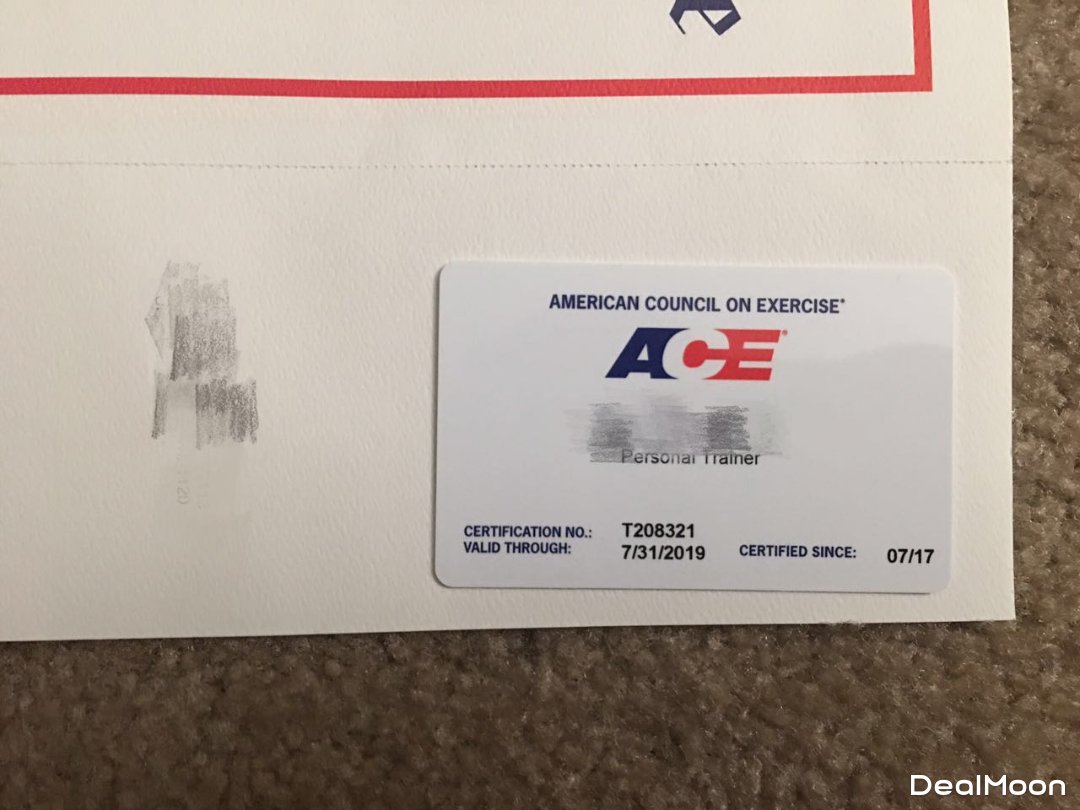 AMERICAN COUNCIL ON EXERCISE®
ACE®
Personal Trainer
CERTIFICATION NO.: T208321
VALID THROUGH: 7/31/2019 CERTIFIED SINCE: 07/17
DealMoon